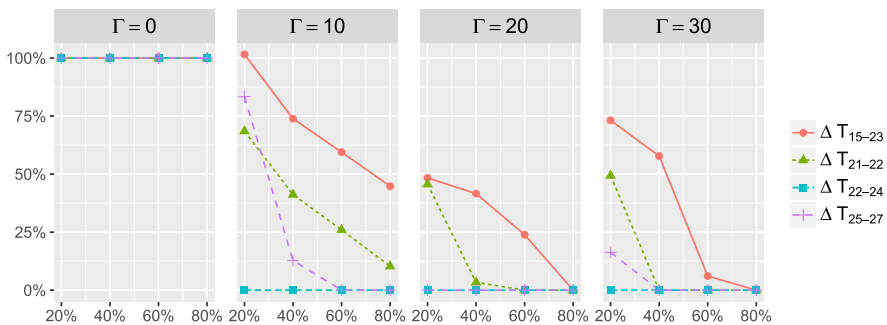 Γ = 0
Γ = 10
Γ = 20
Γ = 30
100%
75%
50%
25%
0%
20% 40% 60% 80%
20% 40% 60% 80%
20% 40% 60% 80%
20% 40% 60% 80%
Δ T15–23
Δ T21–22
Δ T22–24
Δ T25–27